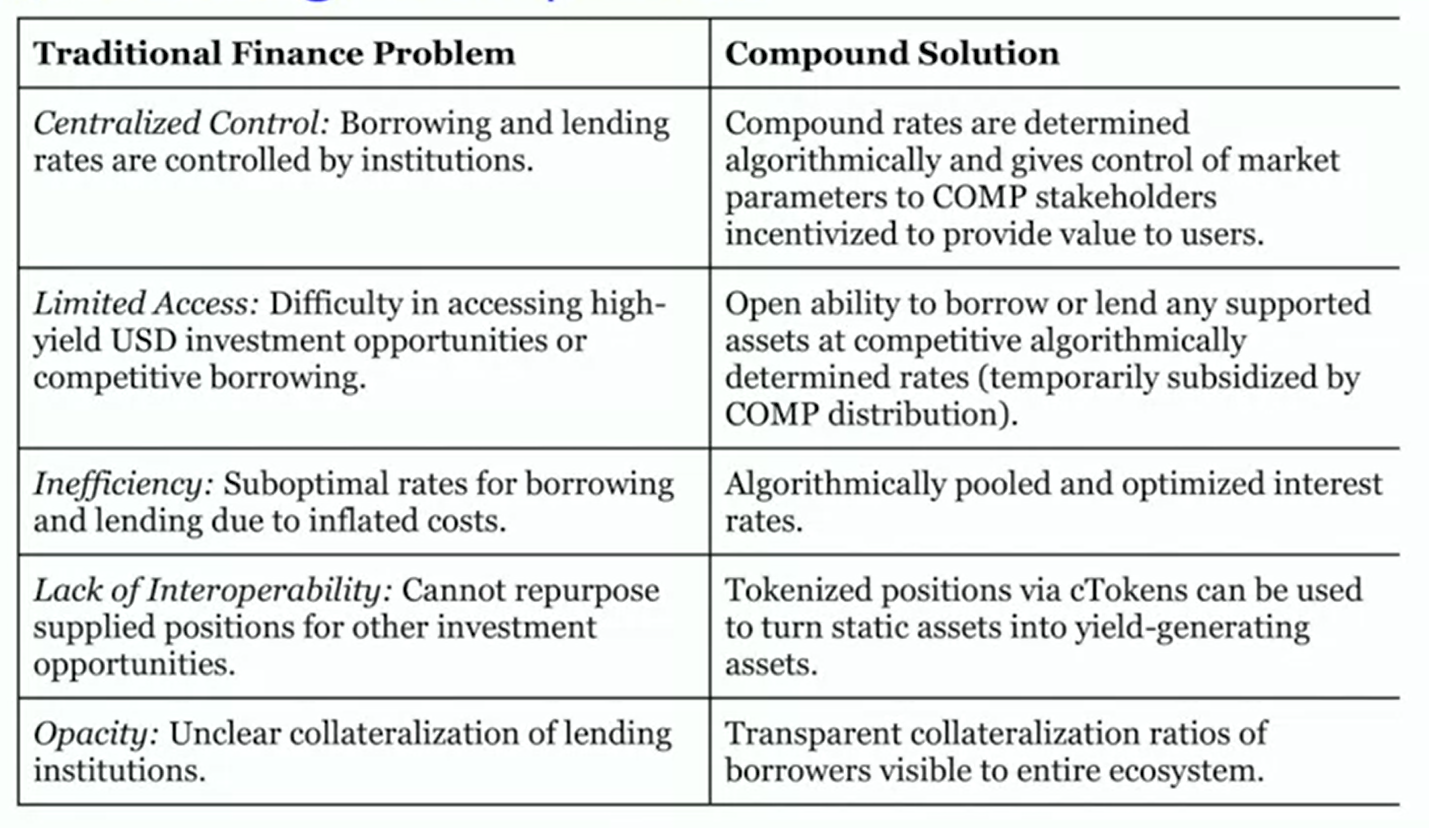 Traditional Finance Problem
Compound Solution
Centralized Control: Borrowing and lending
rates are controlled by institutions.
Compound rates are determined
algorithmically and gives control of market
parameters to COMP stakeholders
incentivized to provide value to users.
Limited Access: Difficulty in accessing high-
yield USD investment opportunities or
competitive borrowing.
Open ability to borrow or lend any supported
assets at competitive algorithmically
determined rates (temporarily subsidized by
COMP distribution).
Inefficiency: Suboptimal rates for borrowing
and lending due to inflated costs.
Algorithmically pooled and optimized interest
rates.
Lack of Interoperability: Cannot repurpose
supplied positions for other investment
opportunities.
Tokenized positions via cTokens can be used
to turn static assets into yield-generating
assets.
Opacity: Unclear collateralization of lending
institutions.
Transparent collateralization ratios of
borrowers visible to entire ecosystem.